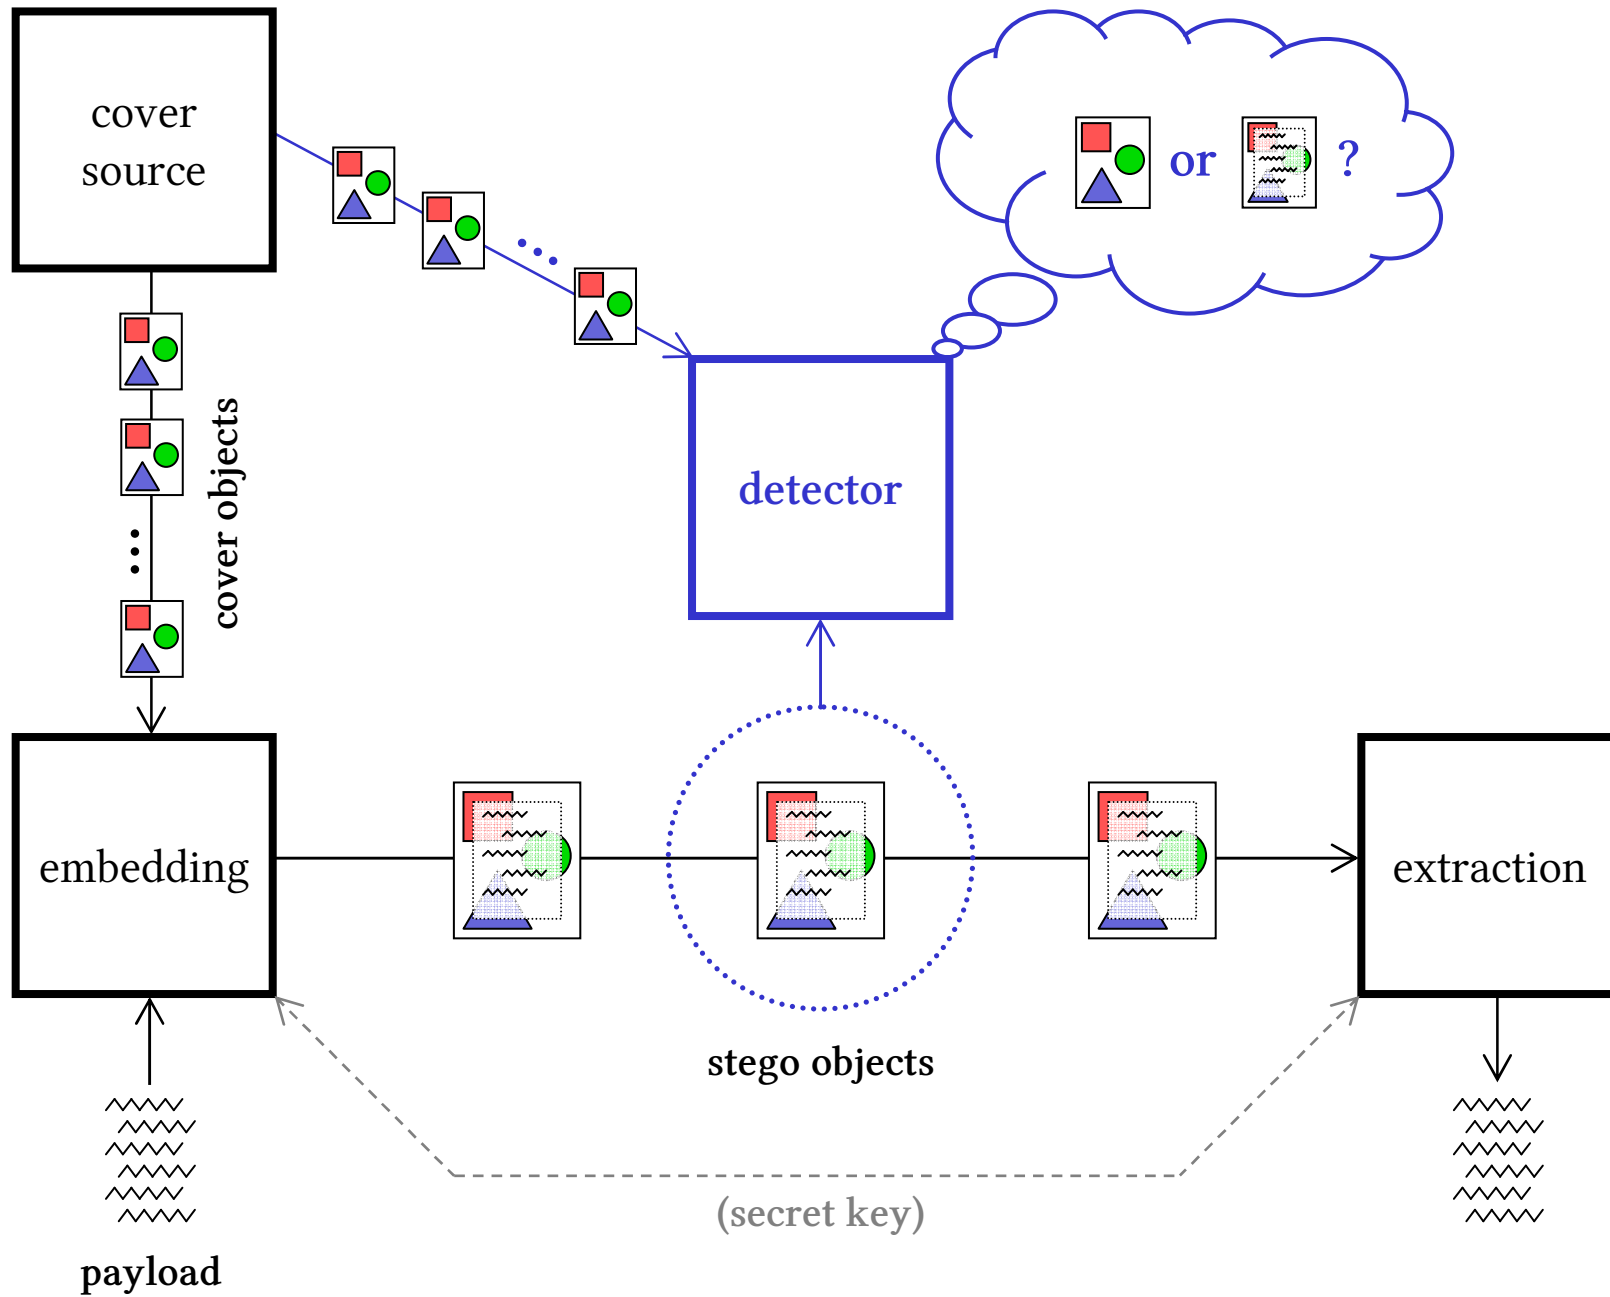 cover
source
or
?
cover objects
detector
embedding
extraction
stego objects
(secret key)
payload